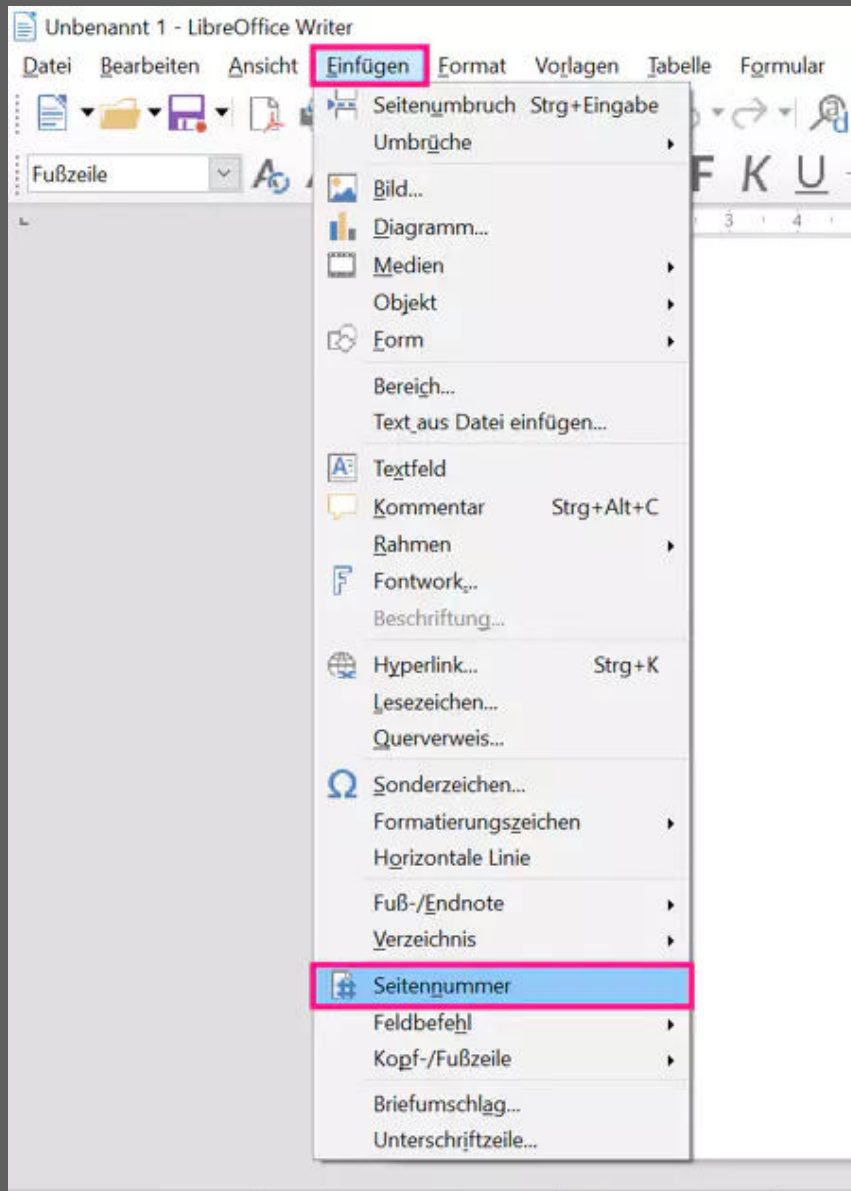 Unbenannt 1 - LibreOffice Writer
Datei Bearbeiten Ansicht Einfügen Format Vorlagen Tabelle Formular
Seitenumbruch Strg+Eingabe
Umbrüche
Fußzeile
F K U
Bild...
3 4
Diagramm...
Medien
Objekt
Form
Bereich...
Text aus Datei einfügen...
Textfeld
Kommentar Strg+Alt+C
Rahmen
Fontwork...
Beschriftung...
Hyperlink... Strg+K
Lesezeichen...
Querverweis...
Sonderzeichen...
Formatierungszeichen
Horizontale Linie
Fuß-/Endnote
Verzeichnis
Seitennummer
Feldbefehl
Kopf-/Fußzeile
Briefumschlag...
Unterschriftzeile...